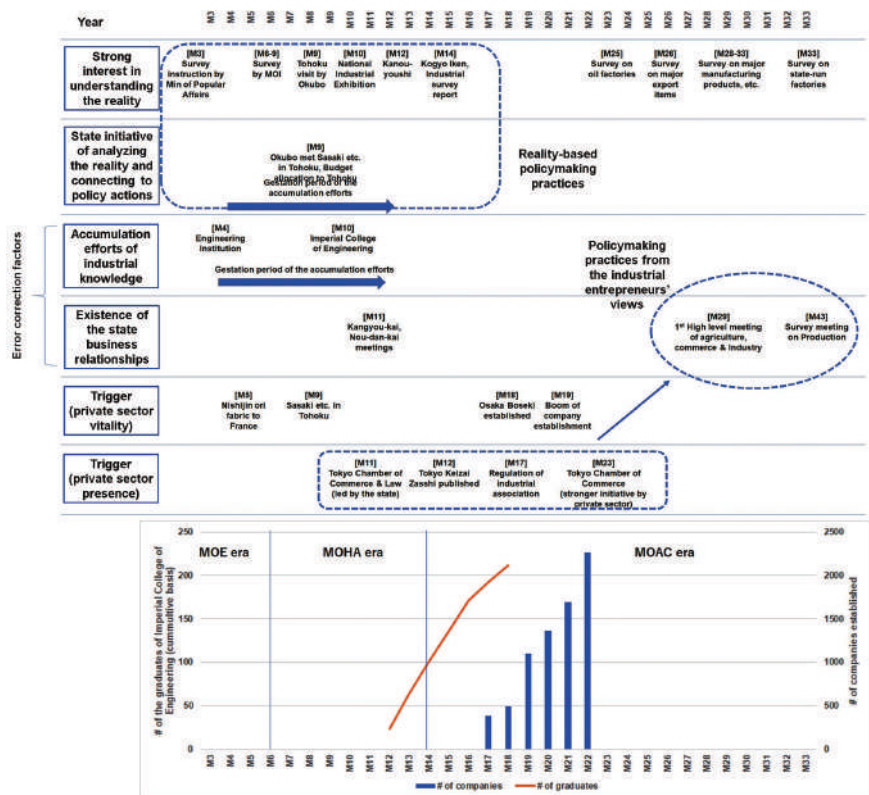 Year
M3 M4 M5 M6 M7 M8 M9 M10 M11 M12 M13 M14 M15 M16 M17 M18 M19 M20 M21 M22 M23 M24 M25 M26 M27 M28 M29 M30 M31 M32 M33
Strong
interest in
understanding
the reality
[M3]
Survey
instruction by
Min of Popular
Affaire
[M8-9]
Survey
by MOI
[M9]
Tohoku
visit by
Okubo
[M10]
National
Industrial
Exhibition
[M12]
Kanou-
youshi
[M14]
Kogyo Iken,
Industrial
survey
report
[M25]
Survey on
oil factories
[M26]
Survey
on major
export
items
[M28-33]
Survey on major
manufacturing
products, etc.
[M33]
Survey on
state-run
factories
State initiative
of analyzing
the reality and
connecting to
policy actions
[M9]
Okubo met Sasaki etc.
in Tohoku, Budget
allocation to Tohoku
Gestation period of the
accumulation efforts
Reality-based
policymaking
practices
Error correction factors
Accumulation
efforts of
industrial
knowledge
[M4]
Engineering
Institution
[M10]
Imperial College
of Engineering
Gestation period of the accumulation efforts
Policymaking
practices from
the industrial
entrepreneurs'
views
Existence of
the state
business
relationships
[M11]
Kangyou-kai,
Nou-dan-kai
meetings
[M29]
1st High level meeting
of agriculture,
commerce & Industry
[M43]
Survey meeting
on Production
Trigger
(private sector
vitality)
[M5]
Nishijin ori
fabric to
France
[M9]
Sasaki etc. in
Tohoku
[M18]
Osaka Boseki
established
[M19]
Boom of
company
establishment
Trigger
(private sector
presence)
[M11]
Tokyo Chamber of
Commerce & Law
(led by the state)
[M12]
Tokyo Keizai
Zasshi published
[M17]
Regulation of
industrial
association
[M23]
Tokyo Chamber of
Commerce
(stronger initiative by
private sector)
# of the graduates of Imperial College of
Engineering (cummultive basis)
250
200
150
100
50
0
MOE era
MOHA era
MOAC era
2500
2000
1500
1000
500
0
# of companies established
M3 M4 M5 M6 M7 M8 M9 M10 M11 M12 M13 M14 M15 M16 M17 M18 M19 M20 M21 M22 M23 M24 M25 M26 M27 M28 M29 M30 M31 M32 M33
# of companies
# of graduates